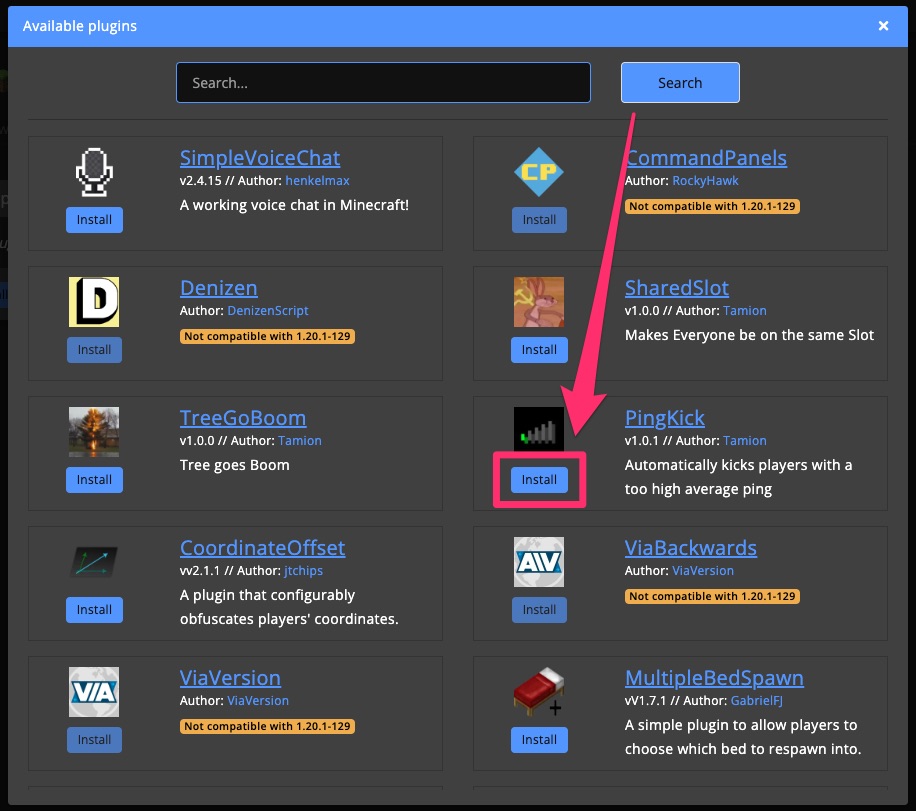 Available plugins ×
Search... Search
SimpleVoiceChat
v2.4.15 // Author: henkelmax
A working voice chat in Minecraft!
Install
CP
CommandPanels
Author: RockyHawk
Not compatible with 1.20.1-129
Install
D
Denizen
Author: DenizenScript
Not compatible with 1.20.1-129
Install
SharedSlot
v1.0.0 // Author: Tamion
Makes Everyone be on the same Slot
Install
TreeGoBoom
v1.0.0 // Author: Tamion
Tree goes Boom
Install
PingKick
v1.0.1 // Author: Tamion
Automatically kicks players with a
too high average ping
Install
CoordinateOffset
vv2.1.1 // Author: jtchips
A plugin that configurably
obfuscates players' coordinates.
Install
ViaBackwards
Author: ViaVersion
Not compatible with 1.20.1-129
Install
VIA
ViaVersion
Author: ViaVersion
Not compatible with 1.20.1-129
Install
MultipleBedSpawn
vV1.7.1 // Author: GabrielFJ
A simple plugin to allow players to
choose which bed to respawn into.
Install